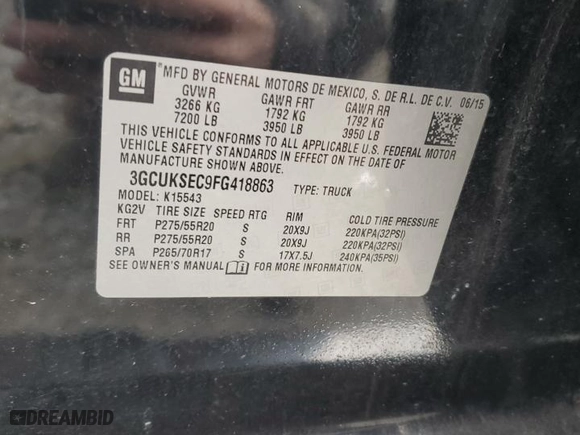 GM
MFD BY GENERAL MOTORS DE MEXICO, S. DE R.L. DE C.V. 06/15
GVWR GAWR FRT GAWR RR
3266 KG 1792 KG 1792 KG
7200 LB 3950 LB 3950 LB
THIS VEHICLE CONFORMS TO ALL APPLICABLE U.S. FEDERAL MOTOR
VEHICLE SAFETY STANDARDS IN EFFECT ON THE DATE OF
MANUFACTURE SHOWN ABOVE.
3GCUKSEC9FG418863 TYPE: TRUCK
MODEL: K15543
KG2V TIRE SIZE SPEED RTG RIM COLD TIRE PRESSURE
FRT P275/55R20 S 20X9J 220KPA(32PSI)
RR P275/55R20 S 20X9J 220KPA(32PSI)
SPA P265/70R17 S 17X7.5J 240KPA(35PSI)
SEE OWNER'S MANUAL FOR MORE INFORMATION.
DREAMBID